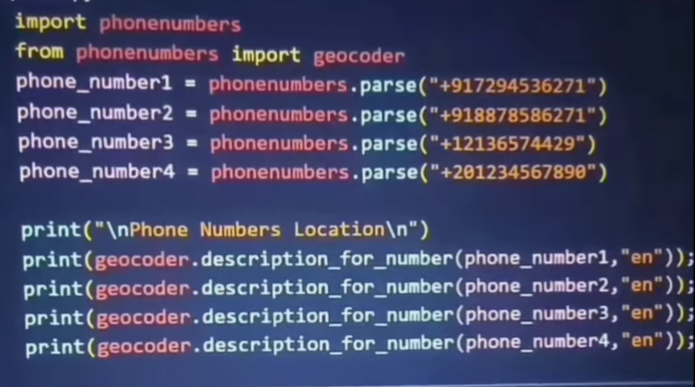 import phonenumbers
from phonenumbers import geocoder
phone_number1 = phonenumbers.parse("+917294536271")
phone_number2 = phonenumbers.parse("+918878586271")
phone_number3 = phonenumbers.parse("+12136574429")
phone_number4 = phonenumbers.parse("+201234567890")
print("\nPhone Numbers Location\n")
print(geocoder.description_for_number(phone_number1,"en"));
print(geocoder.description_for_number(phone_number2,"en"));
print(geocoder.description_for_number(phone_number3,"en"));
print(geocoder.description_for_number(phone_number4,"en"));